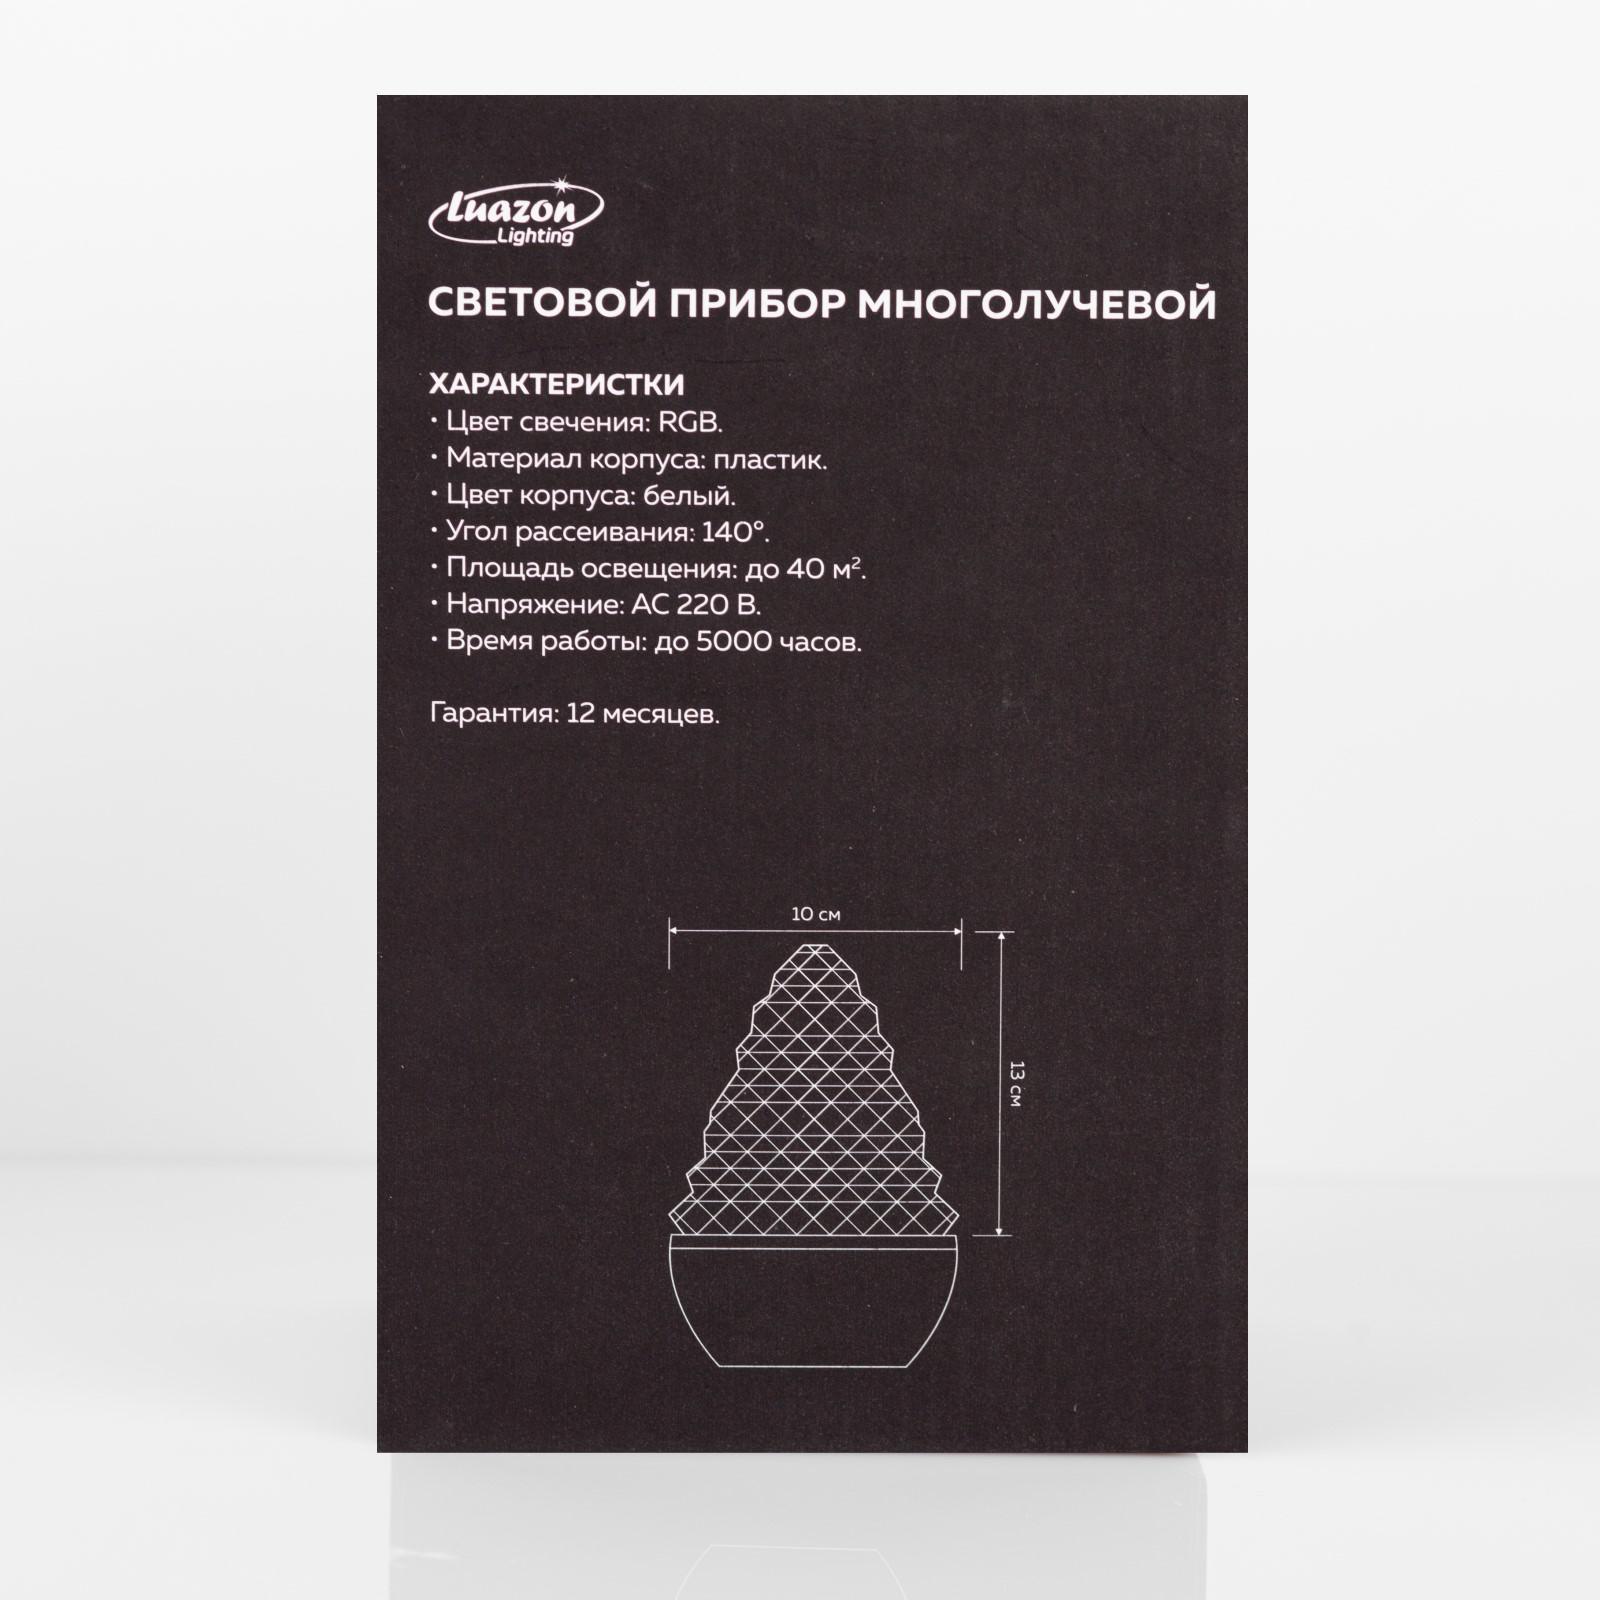 Luazon
Lighting
СВЕТОВОЙ ПРИБОР МНОГОЛУЧЕВОЙ
ХАРАКТЕРИСТКИ
• Цвет свечения: RGB.
• Материал корпуса: пластик.
• Цвет корпуса: белый.
• Угол рассеивания: 140°.
• Площадь освещения: до 40 м².
• Напряжение: АС 220 В.
• Время работы: до 5000 часов.
Гарантия: 12 месяцев.
10 см
13 см